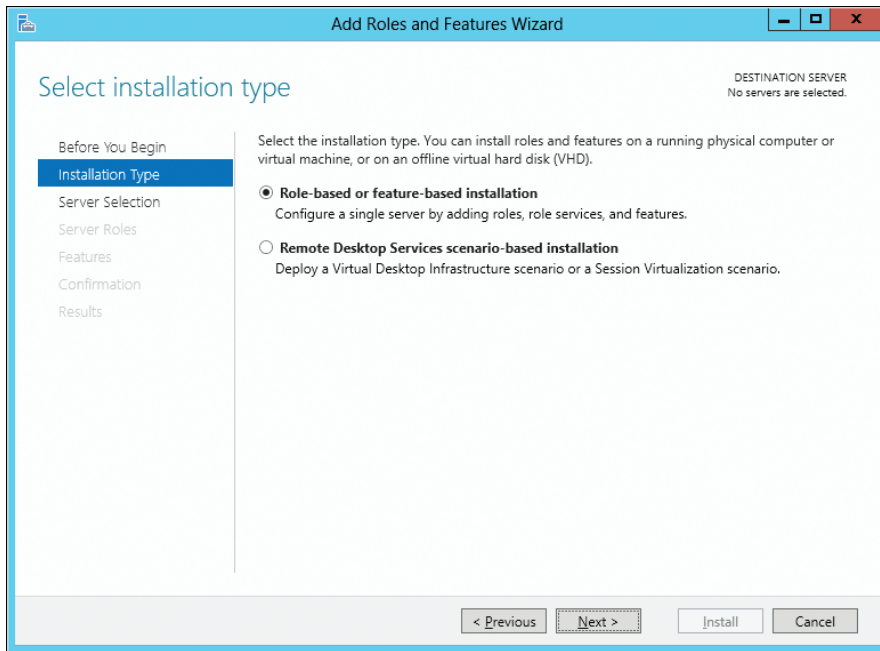 Add Roles and Features Wizard
Select installation type
DESTINATION SERVER
No servers are selected.
Before You Begin
Installation Type
Server Selection
Server Roles
Features
Confirmation
Results
Select the installation type. You can install roles and features on a running physical computer or
virtual machine, or on an offline virtual hard disk (VHD).
Role-based or feature-based installation
Configure a single server by adding roles, role services, and features.
Remote Desktop Services scenario-based installation
Deploy a Virtual Desktop Infrastructure scenario or a Session Virtualization scenario.
< Previous
Next >
Install
Cancel